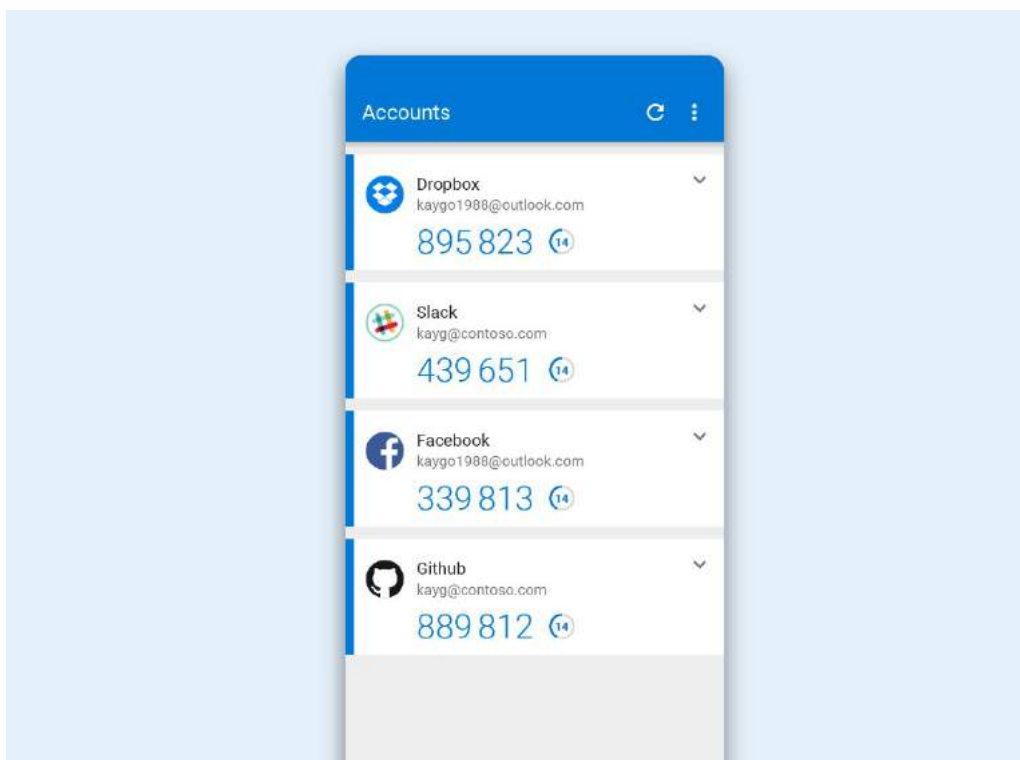 Accounts
Dropbox
kaygo1988@outlook.com
895 823 14
Slack
kayg@contoso.com
439 651 14
Facebook
kaygo1988@outlook.com
339 813 14
Github
kayg@contoso.com
889 812 14